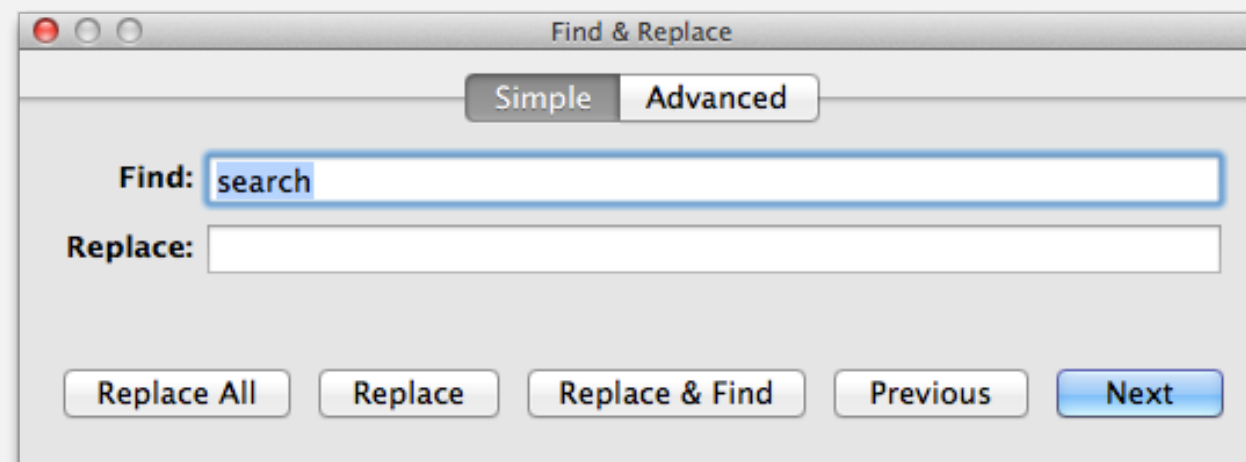 Find & Replace
Simple Advanced
Find: search
Replace:
Replace All Replace Replace & Find Previous Next